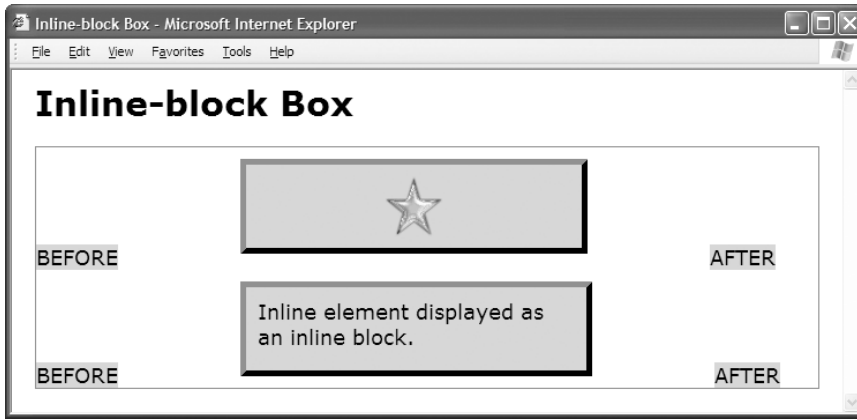 Inline-block Box - Microsoft Internet Explorer
File Edit View Favorites Tools Help
Inline-block Box
BEFORE AFTER
Inline element displayed as
an inline block.
BEFORE AFTER